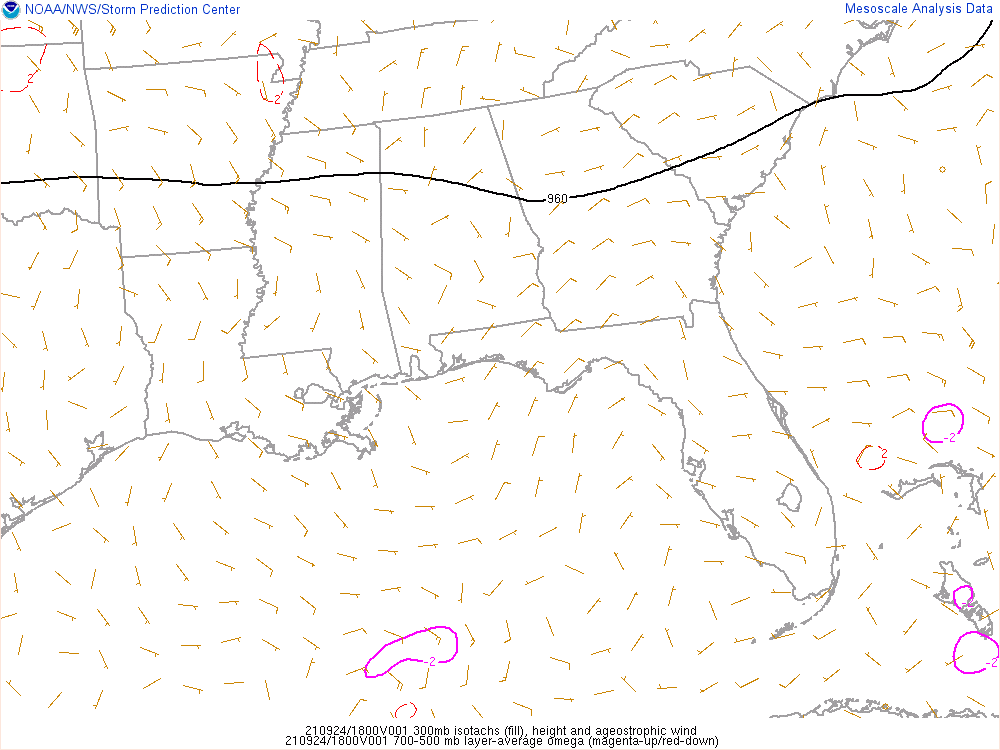 NOAA/NWS/Storm Prediction Center
Mesoscale Analysis Data
2
-2
960
-2
2
-2
-2
-2
210924/1800V001 300mb isotachs (fill), height and ageostrophic wind
210924/1800V001 700-500 mb layer-average omega (magenta-up/red-down)